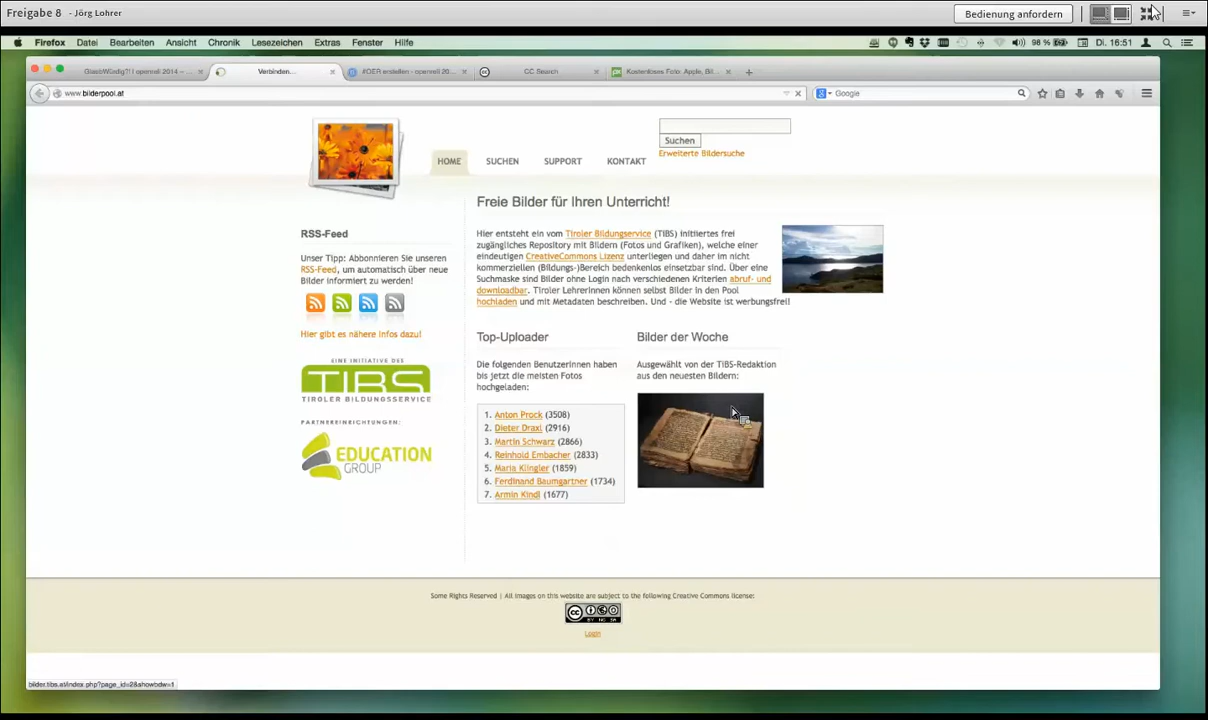 Freigabe 8 - Jörg Lohrer
Bedienung anfordern
Firefox Datei Bearbeiten Ansicht Chronik Lesezeichen Extras Fenster Hilfe
98 % Di. 16:51
Verbinden...
#OER erstellen - openreli 20...
CC Search
Kostenloses Foto: Apple, Bil...
www.bilderpool.at
Google
Suchen
Erweiterte Bildersuche
HOME SUCHEN SUPPORT KONTAKT
Freie Bilder für Ihren Unterricht!
RSS-Feed
Unser Tipp: Abbonnieren Sie unseren
RSS-Feed, um automatisch über neue
Bilder informiert zu werden!
Hier gibt es nähere Infos dazu!
EINE INITIATIVE DES
TIBS
TIROLER BILDUNGSSERVICE
PARTNEREINRICHTUNGEN:
EDUCATION
GROUP
Hier entsteht ein vom Tiroler Bildungservice (TiBS) initiiertes frei
zugängliches Repository mit Bildern (Fotos und Grafiken), welche einer
eindeutigen CreativeCommons Lizenz unterliegen und daher im nicht
kommerziellen (Bildungs-)Bereich bedenkenlos einsetzbar sind. Über eine
Suchmaske sind Bilder ohne Login nach verschiedenen Kriterien abruf- und
downloadbar. Tiroler LehrerInnen können selbst Bilder in den Pool
hochladen und mit Metadaten beschreiben. Und - die Website ist werbungsfrei!
Top-Uploader
Die folgenden BenutzerInnen haben
bis jetzt die meisten Fotos
hochgeladen:
1. Anton Prock (3508)
2. Dieter Draxl (2916)
3. Martin Schwarz (2866)
4. Reinhold Embacher (2833)
5. Maria Klingler (1859)
6. Ferdinand Baumgartner (1734)
7. Armin Kindl (1677)
Bilder der Woche
Ausgewählt von der TiBS-Redaktion
aus den neuesten Bildern:
Some Rights Reserved | All images on this website are subject to the following Creative Commons license:
BY NC SA
Login
bilder.tibs.at/index.php?page_id=2&showbdw=1